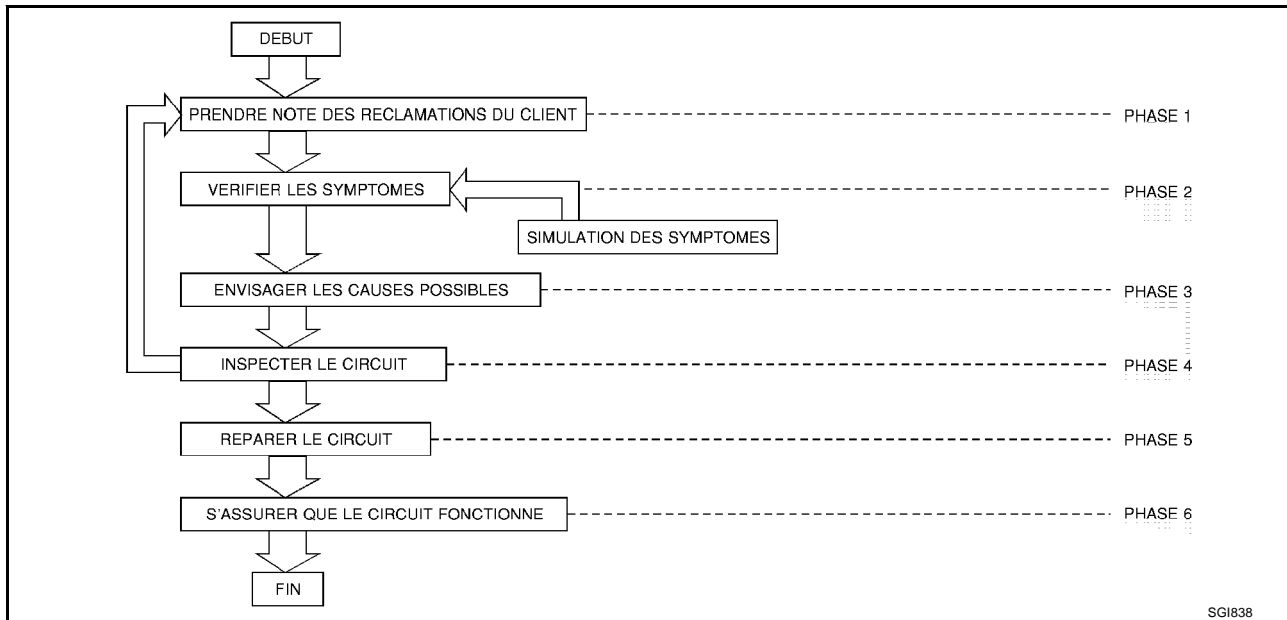 DEBUT
PRENDRE NOTE DES RECLAMATIONS DU CLIENT
PHASE 1
VERIFIER LES SYMPTOMES
PHASE 2
SIMULATION DES SYMPTOMES
ENVISAGER LES CAUSES POSSIBLES
PHASE 3
INSPECTER LE CIRCUIT
PHASE 4
REPARER LE CIRCUIT
PHASE 5
S'ASSURER QUE LE CIRCUIT FONCTIONNE
PHASE 6
FIN
SGI838